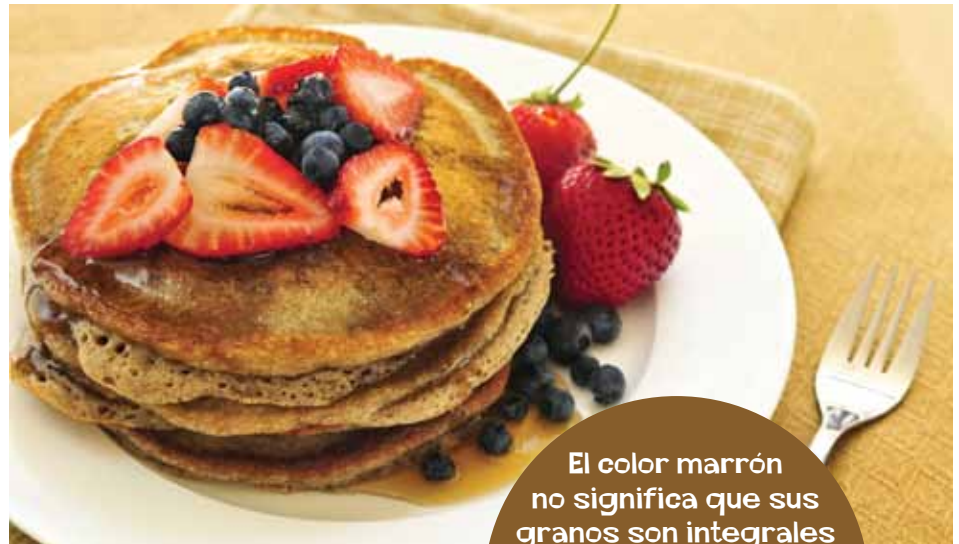 El color marrón
no significa que sus
granos son integrales